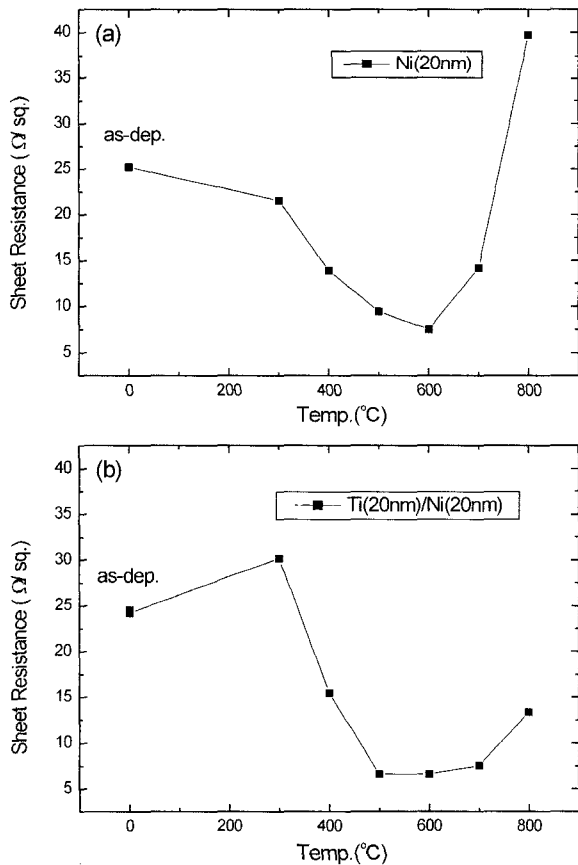 (a)
Ni(20nm)
as-dep.
40
35
30
25
20
15
10
5
Sheet Resistance ( Ω/ sq.)
0
200
400
600
800
Temp.(°C)
(b)
Ti(20nm)/Ni(20nm)
as-dep.
40
35
30
25
20
15
10
5
Sheet Resistance ( Ω/ sq.)
0
200
400
600
800
Temp.(°C)